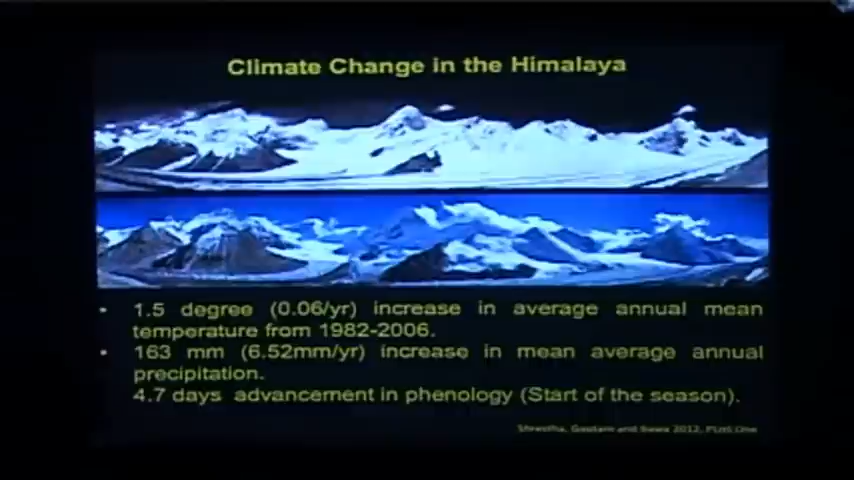 Climate Change in the Himalaya
• 1.5 degree (0.06/yr) increase in average annual mean
temperature from 1982-2006.
• 163 mm (6.52mm/yr) increase in mean average annual
precipitation.
4.7 days advancement in phenology (Start of the season).
Shrestha, Gautam and Bawa 2012, PLoS One